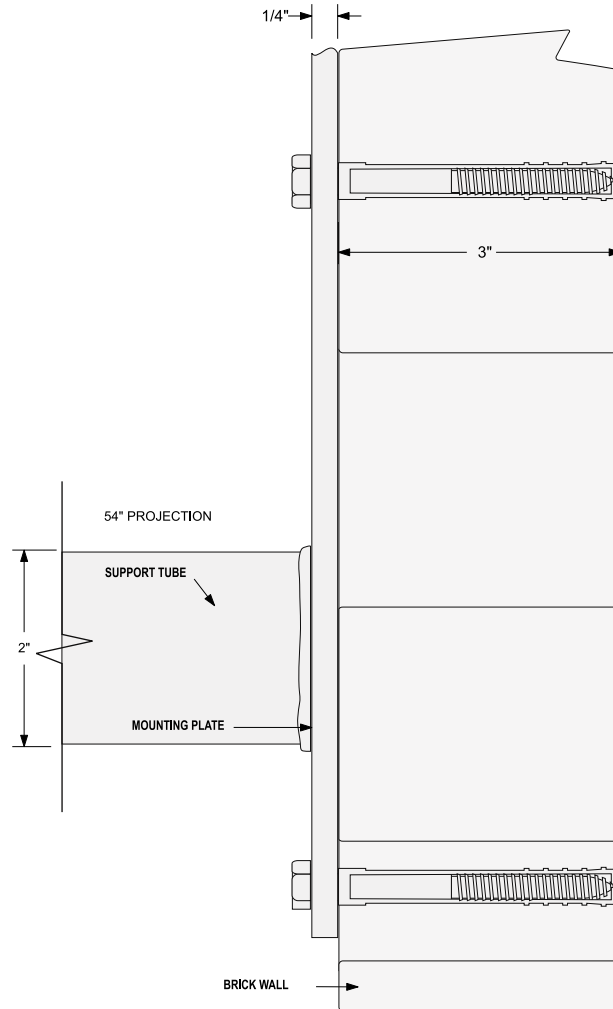 1/4"
3"
54" PROJECTION
SUPPORT TUBE
2"
MOUNTING PLATE
BRICK WALL